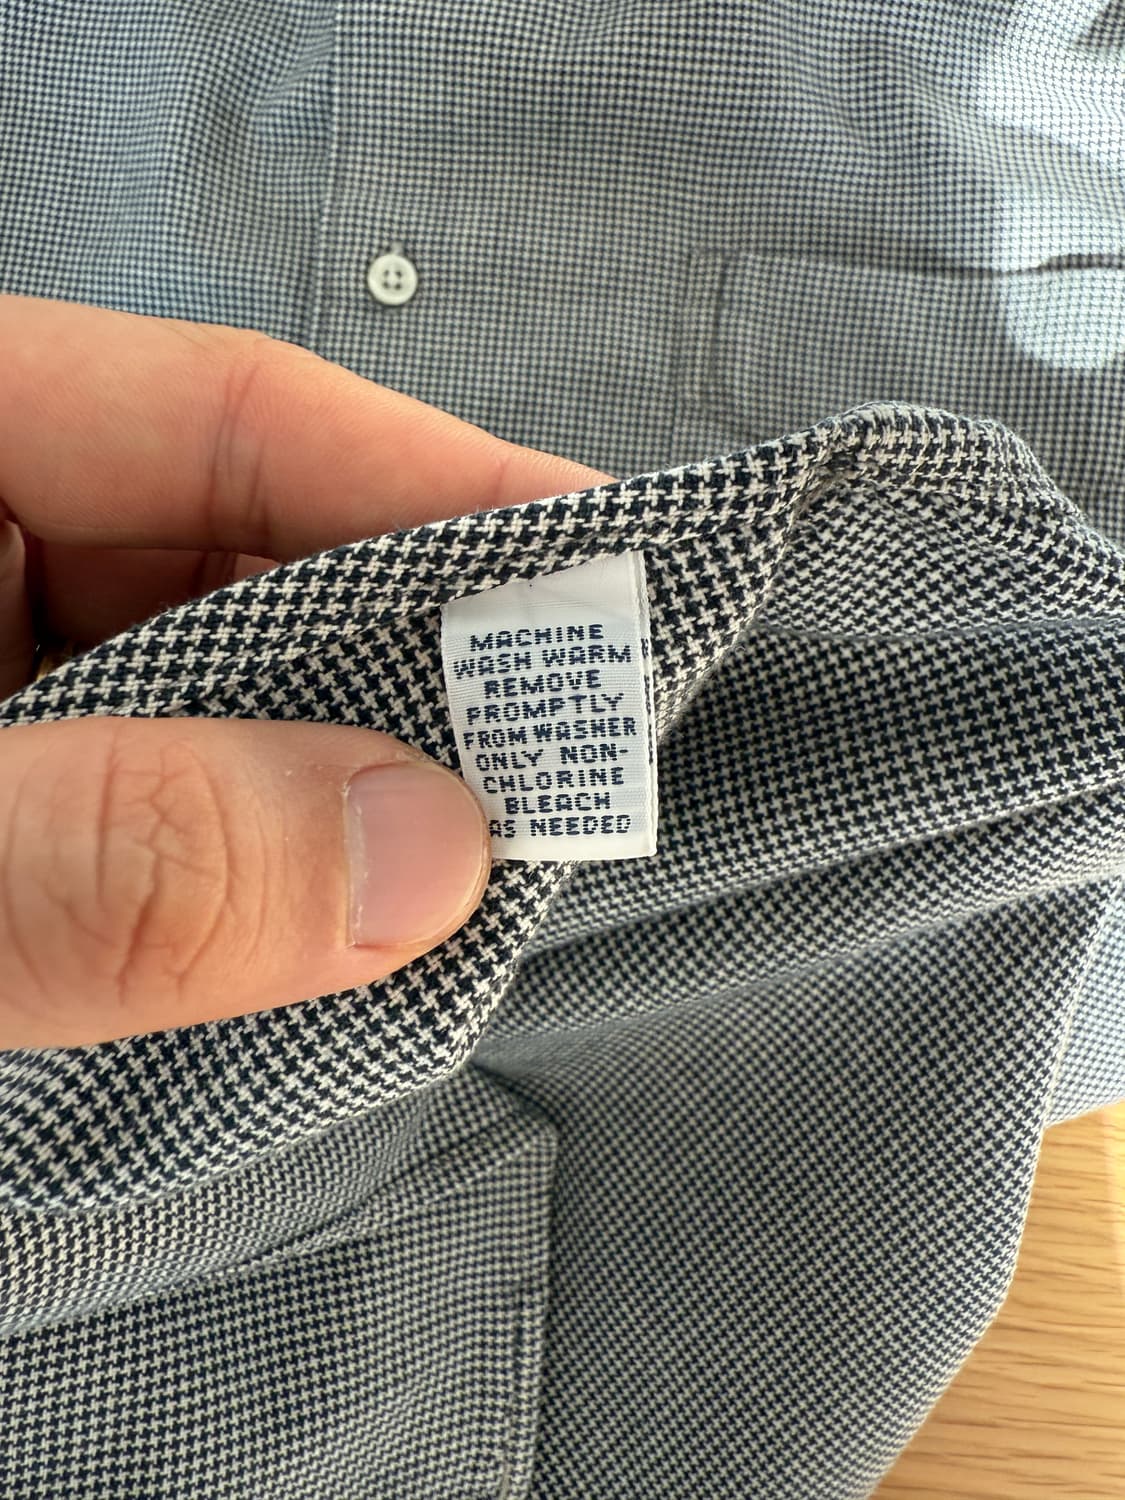 MACHINE
WASH WARM
REMOVE
PROMPTLY
FROM WASHER
ONLY NON-
CHLORINE
BLEACH
AS NEEDED